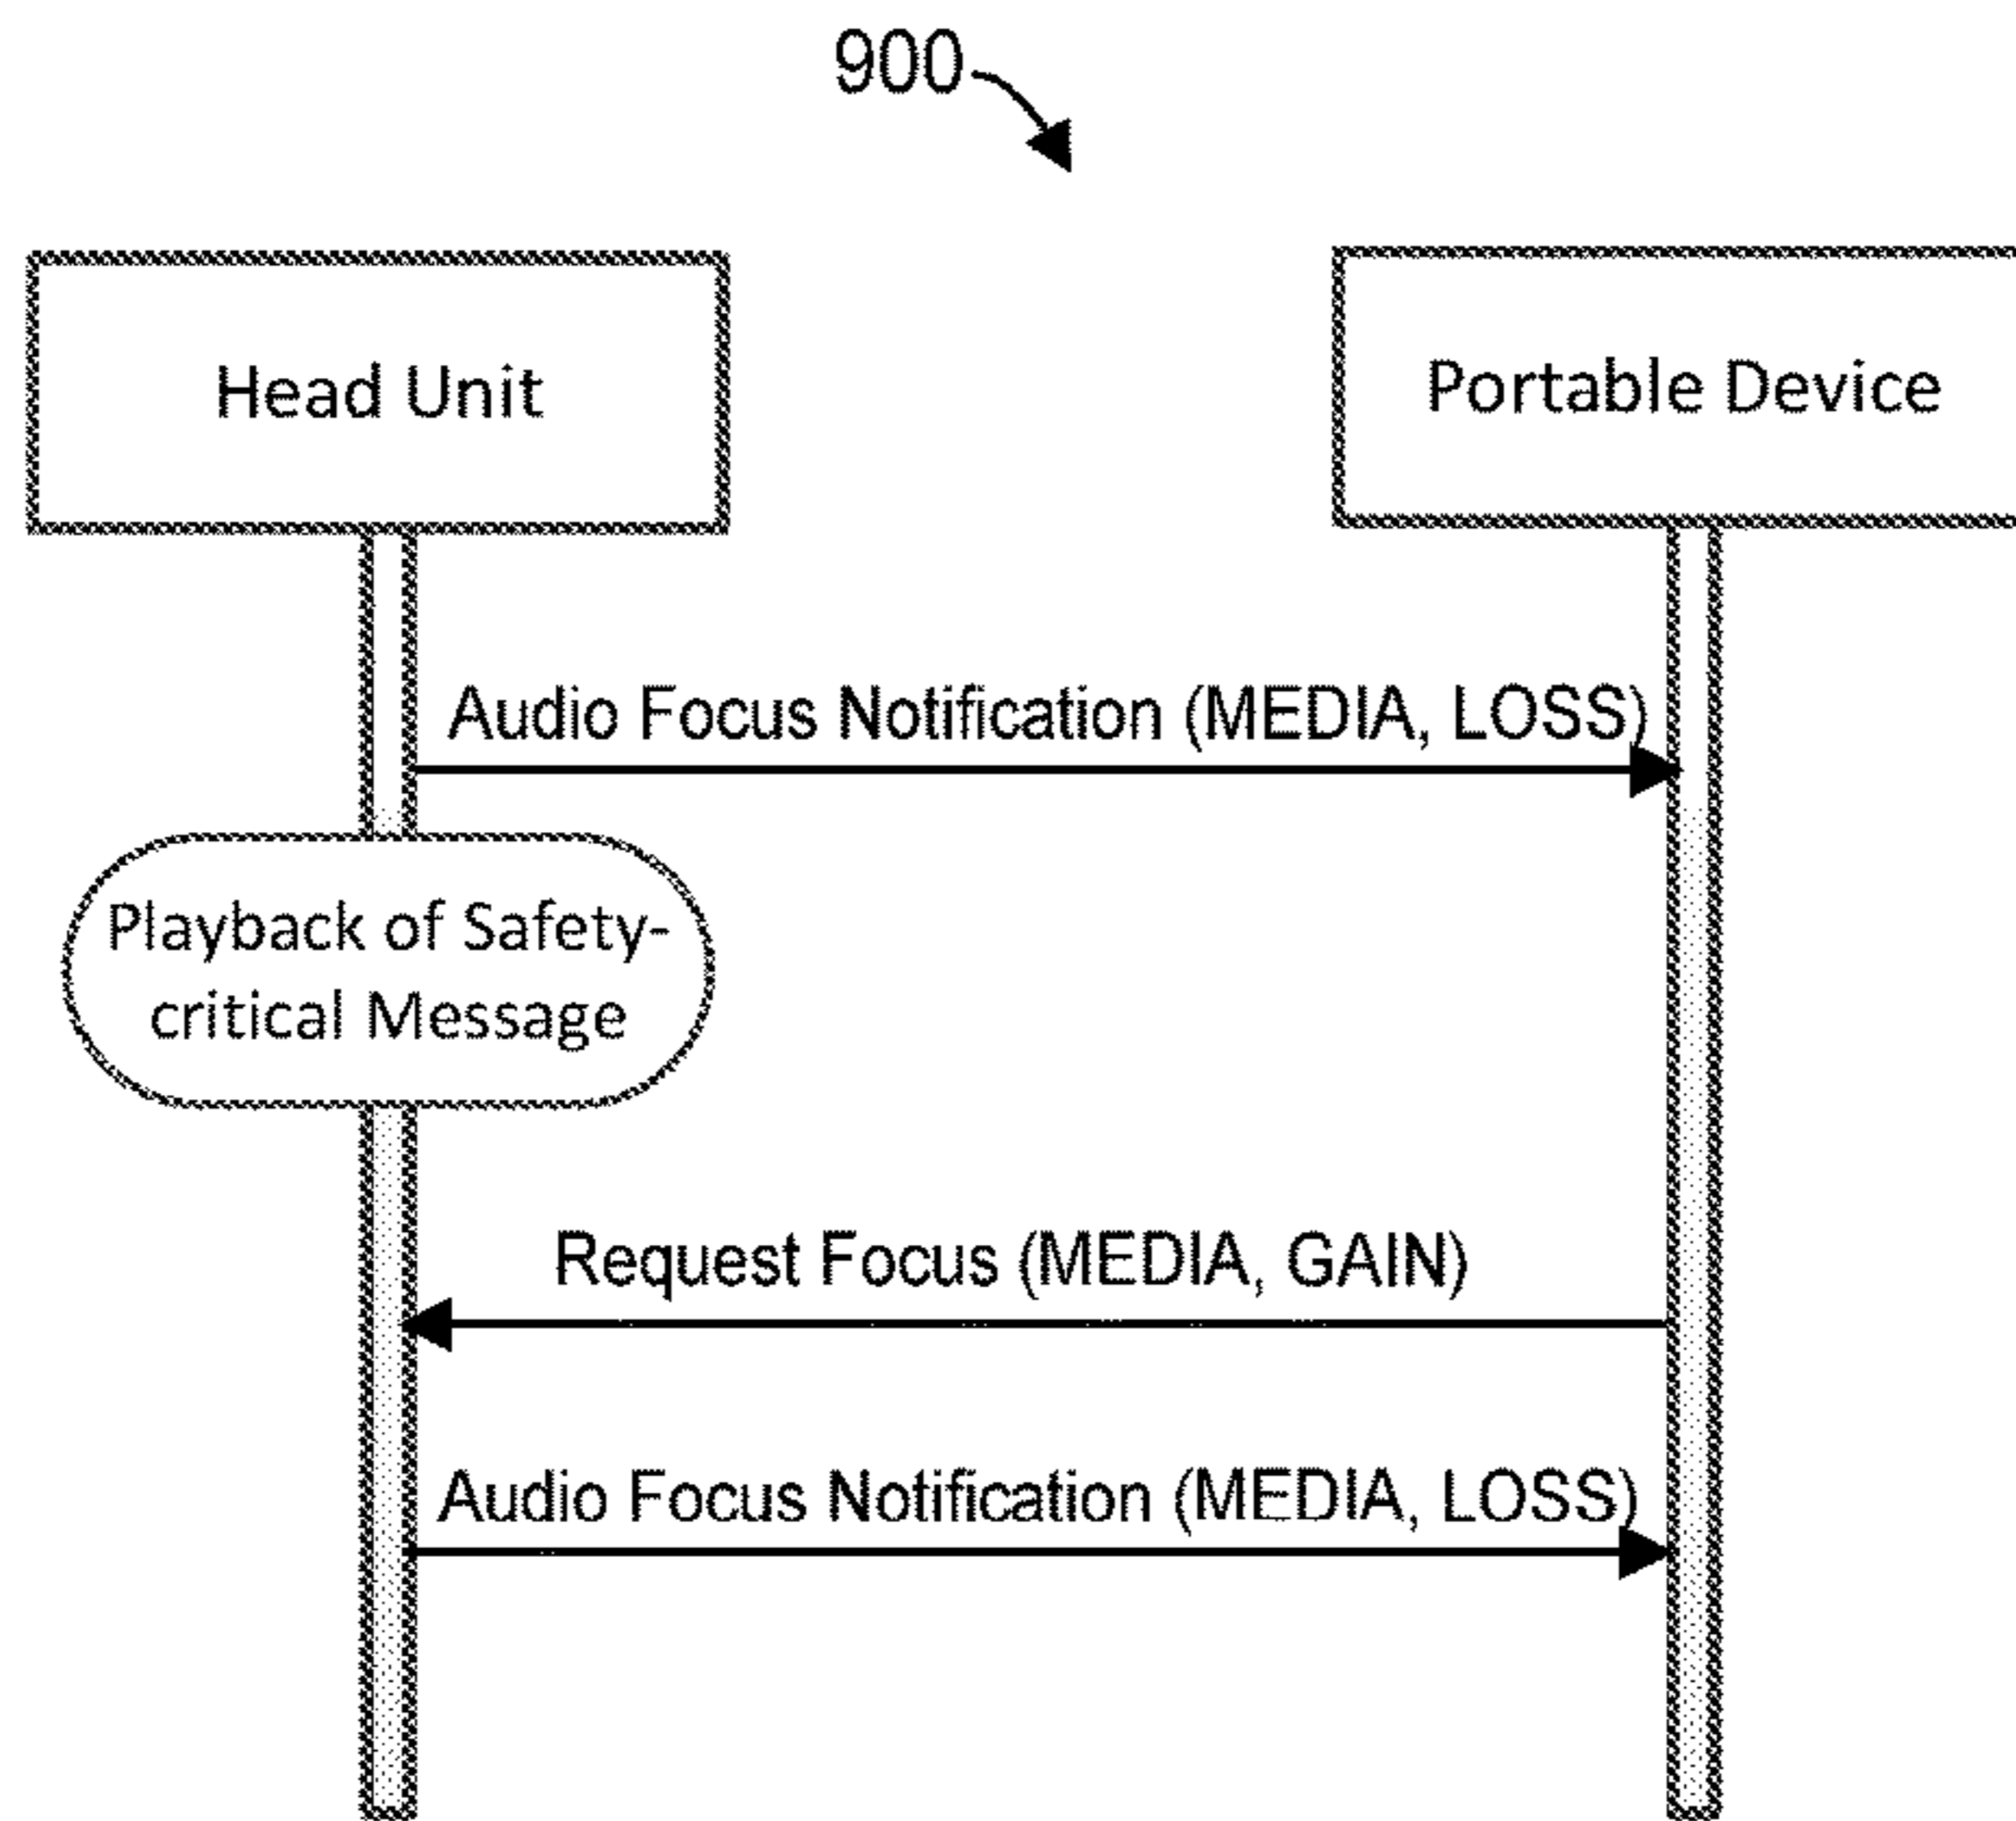 900
Head Unit
Portable Device
Audio Focus Notification (MEDIA, LOSS)
Playback of Safety-
critical Message
Request Focus (MEDIA, GAIN)
Audio Focus Notification (MEDIA, LOSS)